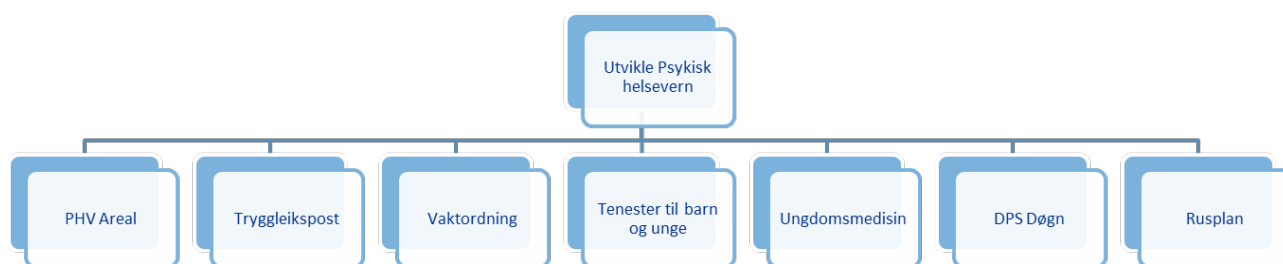 Utvikle Psykisk
helsevern
PHV Areal
Tryggleikspost
Vaktordning
Tenester til barn
og unge
Ungdomsmedisin
DPS Døgn
Rusplan